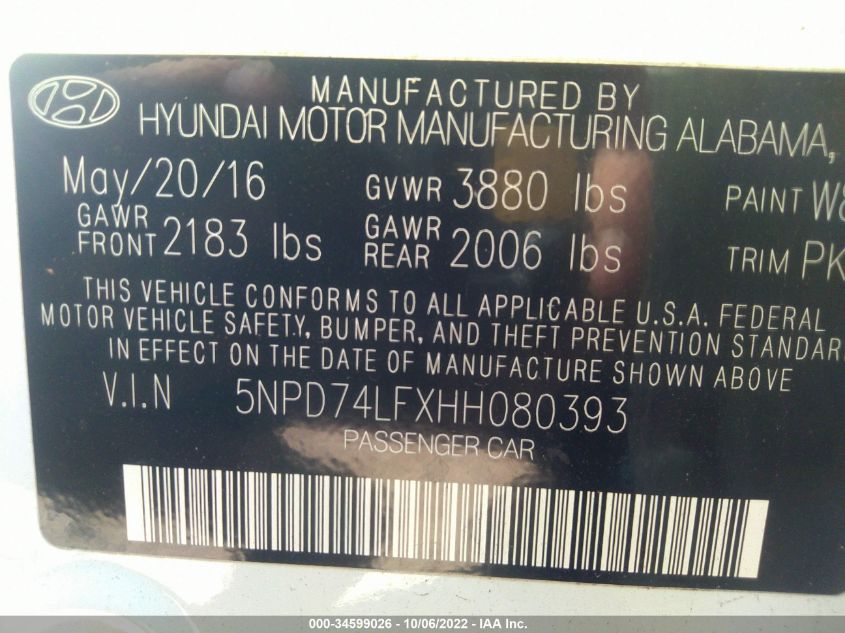 MANUFACTURED BY
HYUNDAI MOTOR MANUFACTURING ALABAMA,
May/20/16 GVWR 3880 lbs PAINT W8
GAWR FRONT 2183 lbs GAWR REAR 2006 lbs TRIM PK
THIS VEHICLE CONFORMS TO ALL APPLICABLE U.S.A. FEDERAL
MOTOR VEHICLE SAFETY, BUMPER, AND THEFT PREVENTION STANDAR
IN EFFECT ON THE DATE OF MANUFACTURE SHOWN ABOVE
V.I.N 5NPD74LFXHH080393
PASSENGER CAR
000-34599026 - 10/06/2022 - IAA Inc.